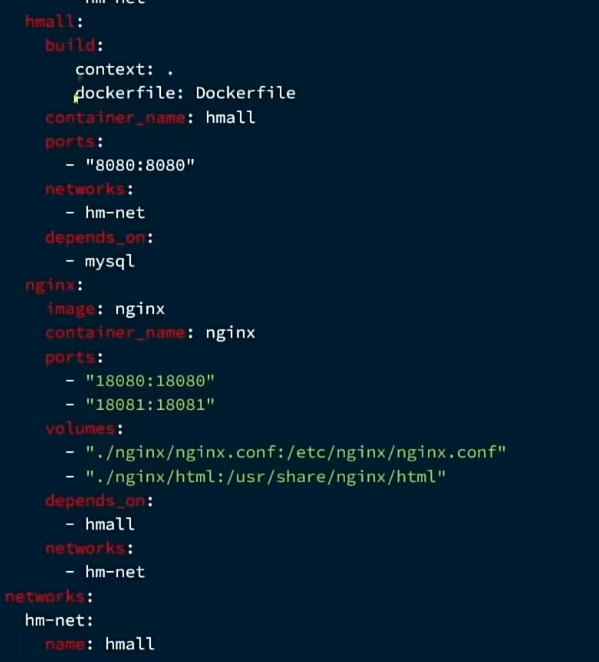 hm-net
hmall:
build:
context: .
dockerfile: Dockerfile
container_name: hmall
ports:
- "8080:8080"
networks:
- hm-net
depends_on:
- mysql
nginx:
image: nginx
container_name: nginx
ports:
- "18080:18080"
- "18081:18081"
volumes:
- "./nginx/nginx.conf:/etc/nginx/nginx.conf"
- "./nginx/html:/usr/share/nginx/html"
depends_on:
- hmall
networks:
- hm-net
networks:
hm-net:
name: hmall